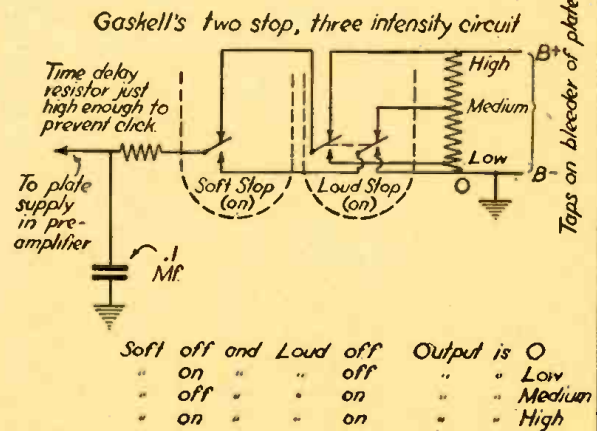 Gaskell's two stop, three intensity circuit
Time delay
resistor just
high enough to
prevent click.
High
Medium
Low
O
B+
B-
Taps on bleeder of plate
Soft Stop
(on)
Loud Stop
(on)
To plate
supply
in pre-
amplifier
.1
Mf.
Soft off and Loud off Output is O
" on " " off " " Low
" off " " on " " Medium
" on " " on " " High